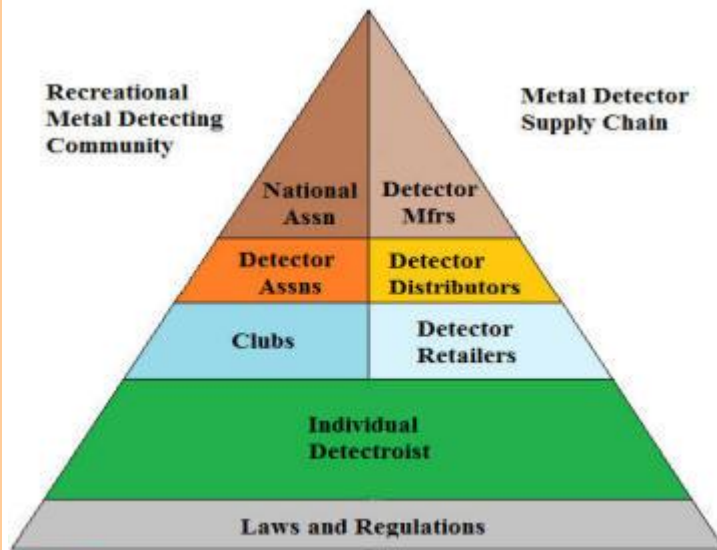 Recreational
Metal Detecting
Community
Metal Detector
Supply Chain
National
Assn
Detector
Mfrs
Detector
Assns
Detector
Distributors
Clubs
Detector
Retailers
Individual
Detectroist
Laws and Regulations